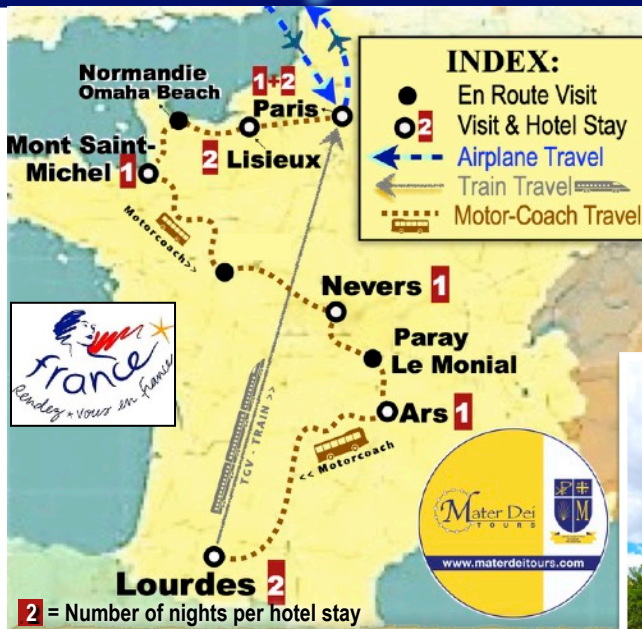 Normandie
Omaha Beach
1+2
Paris
Mont Saint-
Michel 1
2
Lisieux
INDEX:
En Route Visit
2 Visit & Hotel Stay
Airplane Travel
Train Travel
Motor-Coach Travel
Motorcoach>>
Nevers 1
Paray
Le Monial
france
Rendez vous en France
Ars 1
TGV - TRAIN >>
<< Motorcoach
Mater Dei
TOURS
M
www.materdeitours.com
Lourdes 2
2 = Number of nights per hotel stay